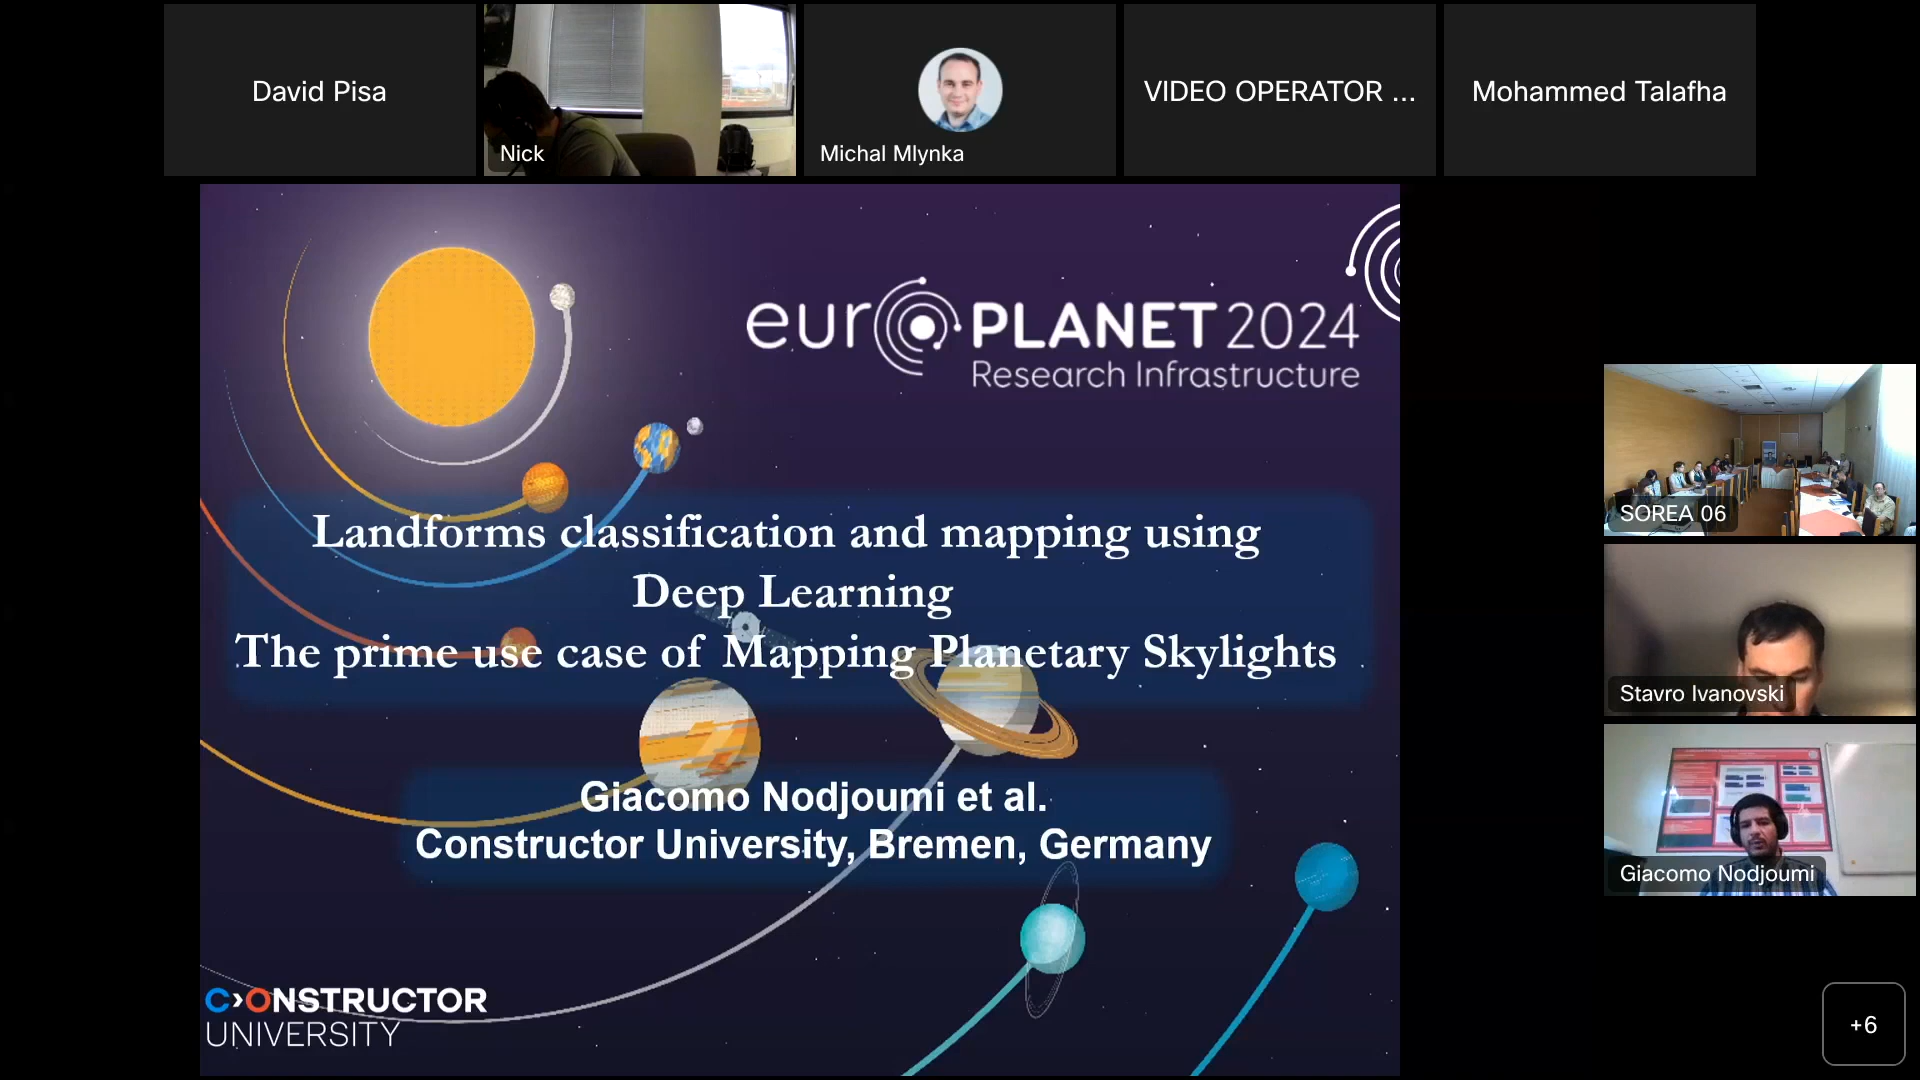 David Pisa
Nick
Michal Mlynka
VIDEO OPERATOR ...
Mohammed Talafha
euroPLANET 2024
Research Infrastructure
Landforms classification and mapping using
Deep Learning
The prime use case of Mapping Planetary Skylights
Giacomo Nodjoumi et al.
Constructor University, Bremen, Germany
CONSTRUCTOR
UNIVERSITY
SOREA 06
Stavro Ivanovski
Giacomo Nodjoumi
+6